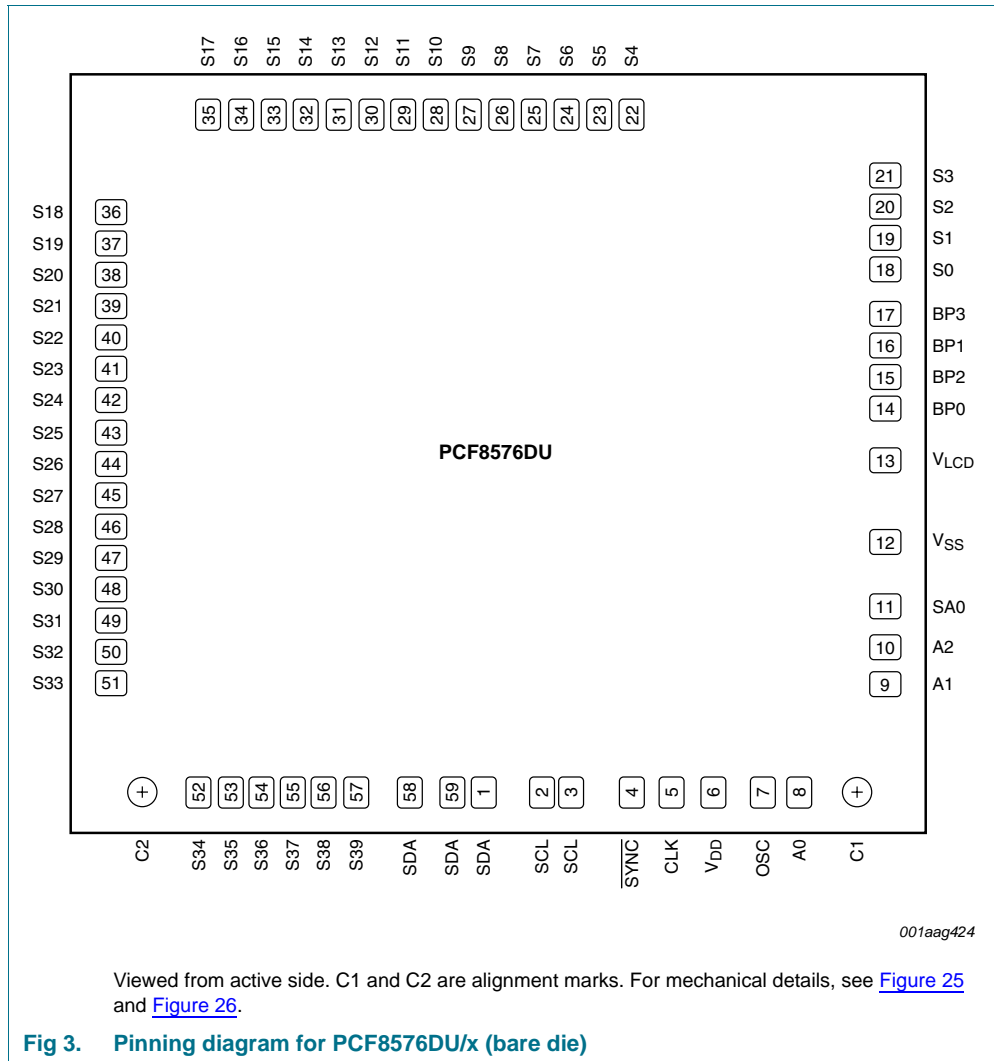 S17 S16 S15 S14 S13 S12 S11 S10 S9 S8 S7 S6 S5 S4
35 34 33 32 31 30 29 28 27 26 25 24 23 22
21 S3
S18 36 20 S2
S19 37 19 S1
S20 38 18 S0
S21 39 17 BP3
S22 40 16 BP1
S23 41 15 BP2
S24 42 14 BP0
S25 43
S26 44 PCF8576DU 13 VLCD
S27 45
S28 46
S29 47 12 VSS
S30 48
S31 49 11 SA0
S32 50 10 A2
S33 51 9 A1
52 53 54 55 56 57 58 59 1 2 3 4 5 6 7 8
C2 S34 S35 S36 S37 S38 S39 SDA SDA SDA SCL SCL SYNC CLK VDD OSC A0 C1
001aag424
Viewed from active side. C1 and C2 are alignment marks. For mechanical details, see Figure 25
and Figure 26.
Fig 3. Pinning diagram for PCF8576DU/x (bare die)